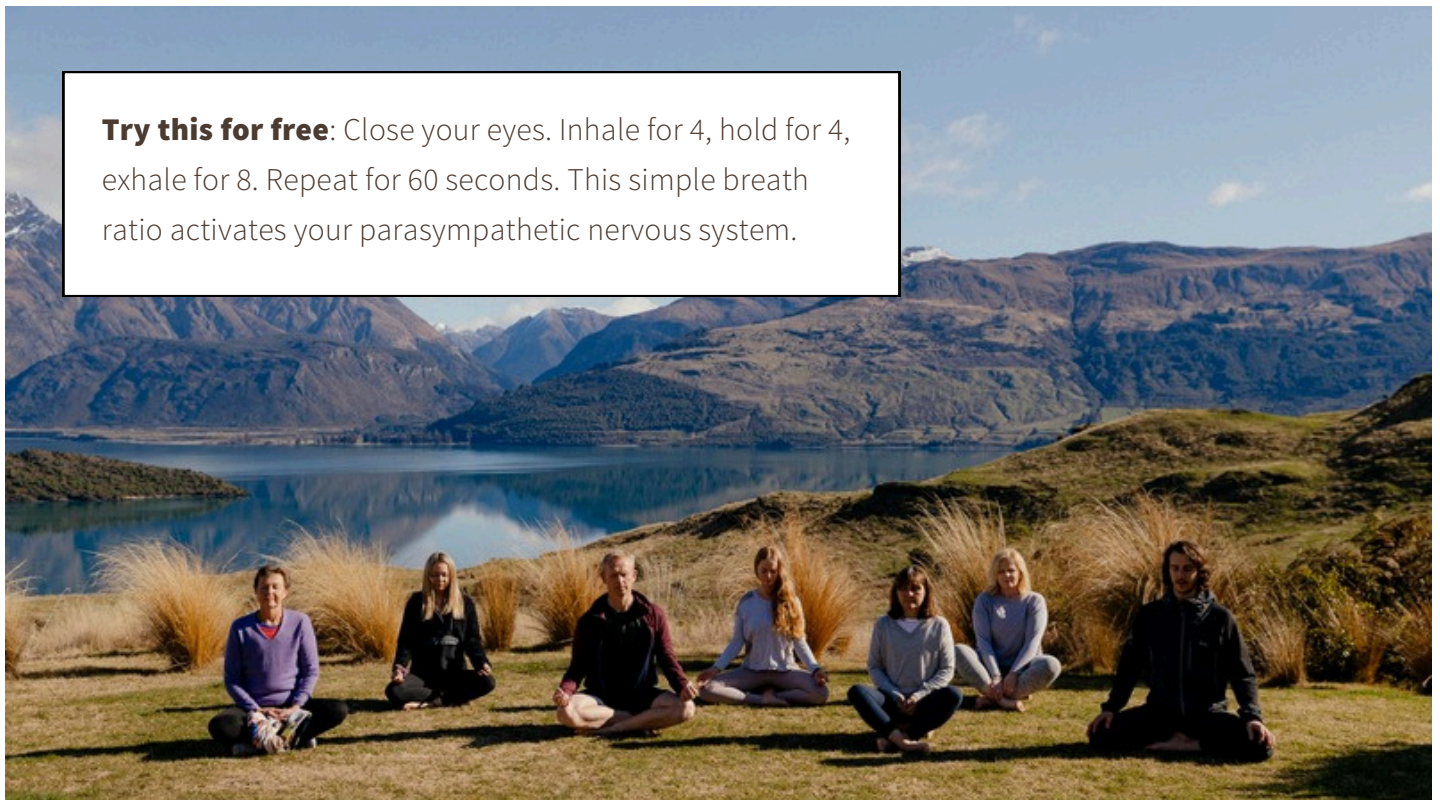 Try this for free: Close your eyes. Inhale for 4, hold for 4,
exhale for 8. Repeat for 60 seconds. This simple breath
ratio activates your parasympathetic nervous system.